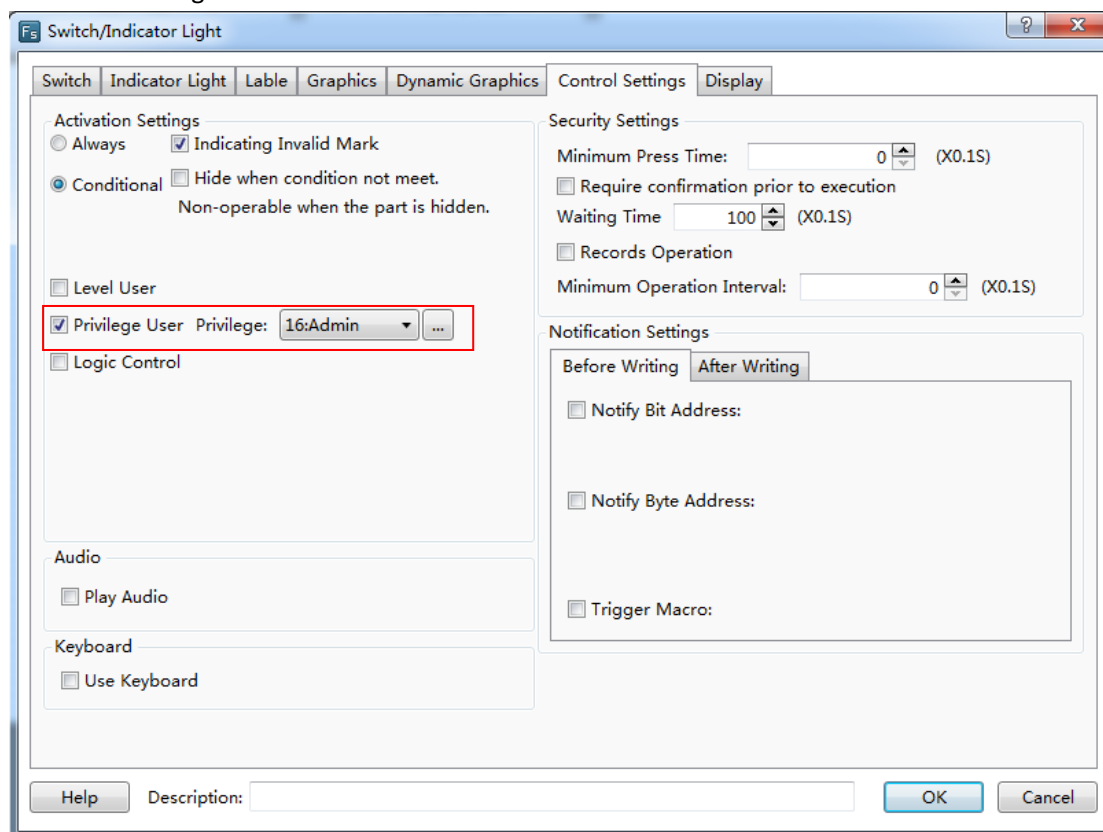 Fs Switch/Indicator Light
Switch Indicator Light Lable Graphics Dynamic Graphics Control Settings Display
Activation Settings
Always Indicating Invalid Mark
Conditional Hide when condition not meet.
Non-operable when the part is hidden.
Level User
Privilege User Privilege: 16:Admin ...
Logic Control
Audio
Play Audio
Keyboard
Use Keyboard
Security Settings
Minimum Press Time: 0 (X0.1S)
Require confirmation prior to execution
Waiting Time 100 (X0.1S)
Records Operation
Minimum Operation Interval: 0 (X0.1S)
Notification Settings
Before Writing After Writing
Notify Bit Address:
Notify Byte Address:
Trigger Macro:
Help Description: OK Cancel